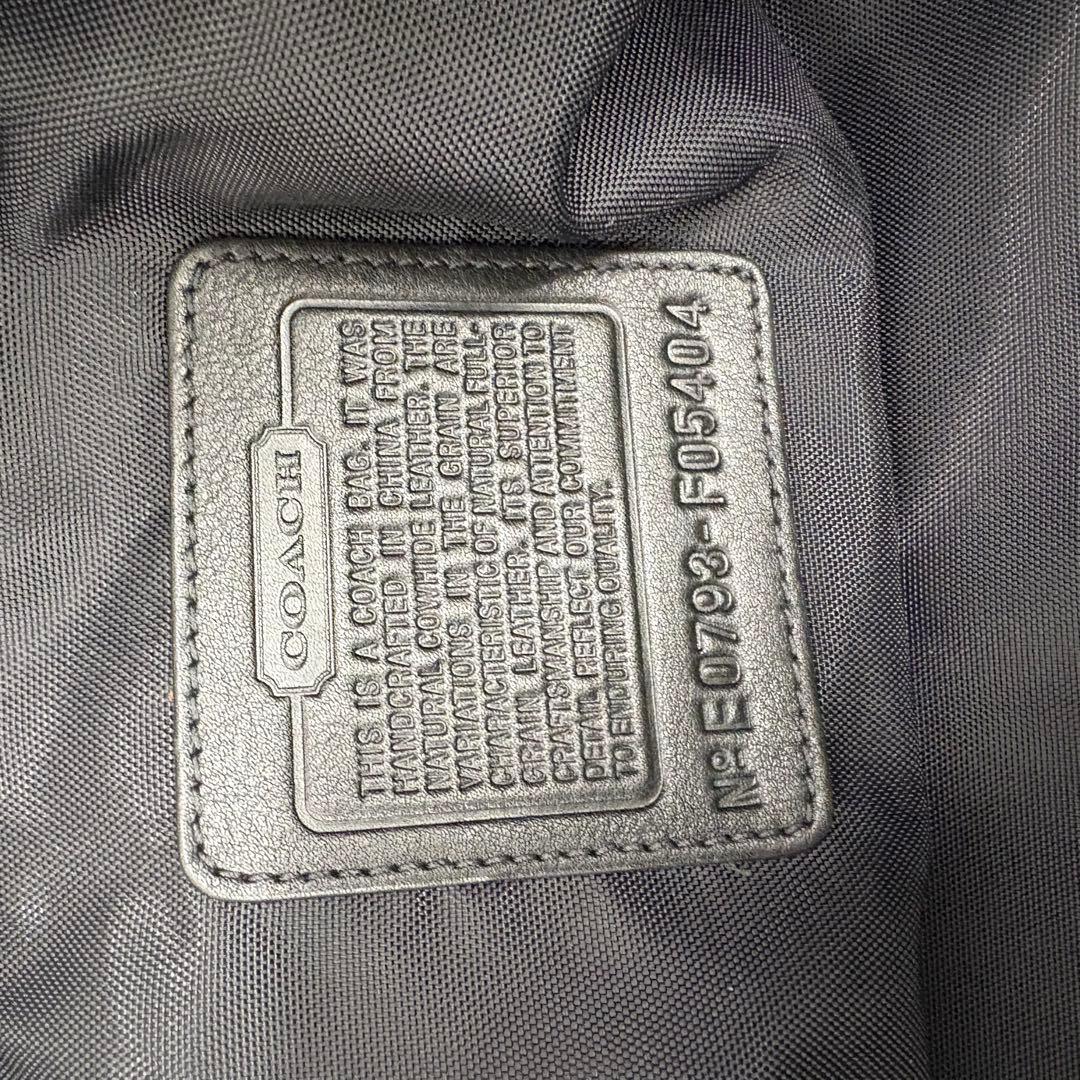 COACH
THIS IS A COACH BAG. IT WAS
HANDCRAFTED IN CHINA FROM
NATURAL COWHIDE LEATHER. THE
VARIATIONS IN THE GRAIN ARE
CHARACTERISTIC OF NATURAL FULL-
GRAIN LEATHER. ITS SUPERIOR
CRAFTSMANSHIP AND ATTENTION TO
DETAIL REFLECT OUR COMMITMENT
TO ENDURING QUALITY.
Nº E0793-F05404